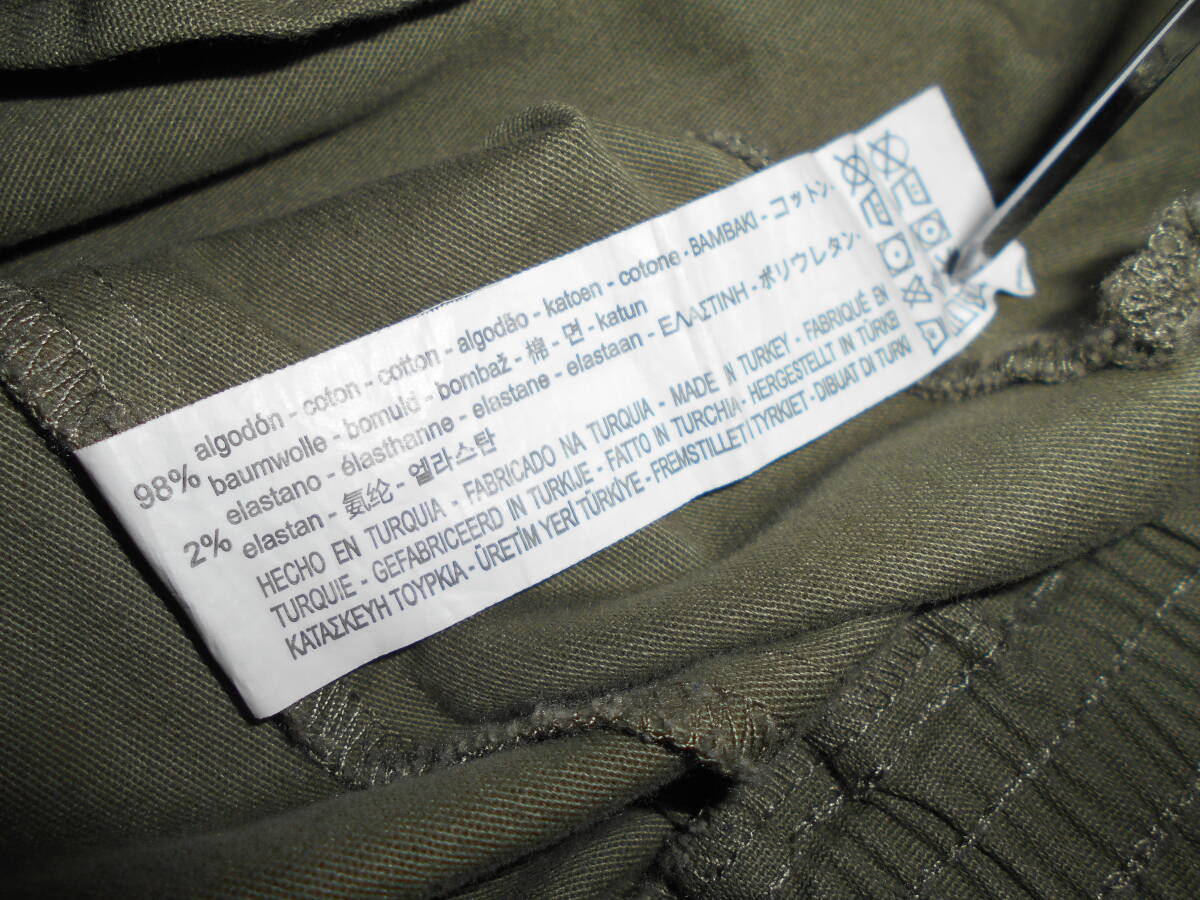 98% algodón - coton - cotton - algodão - katoen - cotone - BAMBAKI - コットン -
baumwolle - bomuld - bombaž - 棉 - 면 - katun
2% elastano - élasthanne - elastane - elastaan - ΕΛΑΣΤΙΝΗ - ポリウレタン -
elastan - 氨纶 - 엘라스탄
HECHO EN TURQUIA - FABRICADO NA TURQUIA - MADE IN TURKEY - FABRIQUÉ EN
TURQUIE - GEFABRICEERD IN TURKIJE - FATTO IN TURCHIA - HERGESTELLT IN TÜRKEI
ΚΑΤΑΣΚΕΥΗ ΤΟΥΡΚΙΑ - ÜRETİM YERİ TÜRKİYE - FREMSTILLET I TYRKIET - DIBUAT DI TURKI